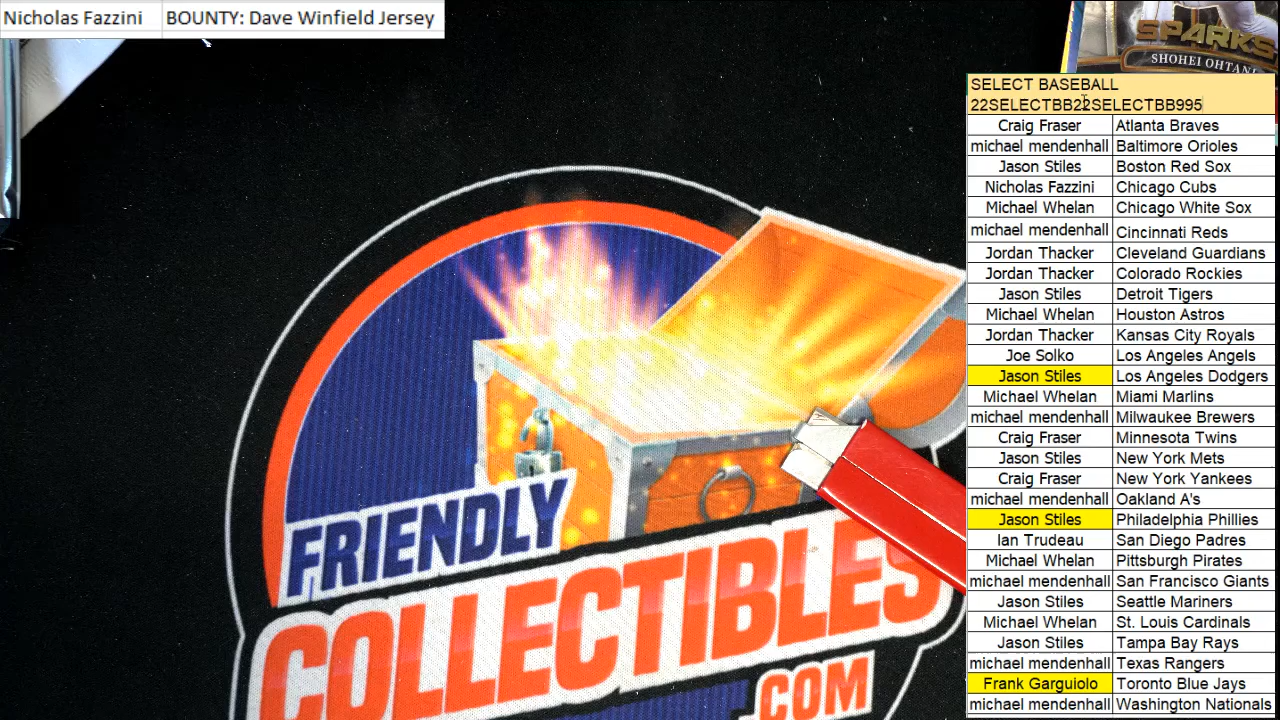 Nicholas Fazzini BOUNTY: Dave Winfield Jersey
SPARKS
SHOHEI OHTANI
SELECT BASEBALL
22SELECTBB22SELECTBB995
Craig Fraser Atlanta Braves
michael mendenhall Baltimore Orioles
Jason Stiles Boston Red Sox
Nicholas Fazzini Chicago Cubs
Michael Whelan Chicago White Sox
michael mendenhall Cincinnati Reds
Jordan Thacker Cleveland Guardians
Jordan Thacker Colorado Rockies
Jason Stiles Detroit Tigers
Michael Whelan Houston Astros
Jordan Thacker Kansas City Royals
Joe Solko Los Angeles Angels
Jason Stiles Los Angeles Dodgers
Michael Whelan Miami Marlins
michael mendenhall Milwaukee Brewers
Craig Fraser Minnesota Twins
Jason Stiles New York Mets
Craig Fraser New York Yankees
michael mendenhall Oakland A's
Jason Stiles Philadelphia Phillies
Ian Trudeau San Diego Padres
Michael Whelan Pittsburgh Pirates
michael mendenhall San Francisco Giants
Jason Stiles Seattle Mariners
Michael Whelan St. Louis Cardinals
Jason Stiles Tampa Bay Rays
michael mendenhall Texas Rangers
Frank Garguiolo Toronto Blue Jays
michael mendenhall Washington Nationals
FRIENDLY
COLLECTIBLES
.COM